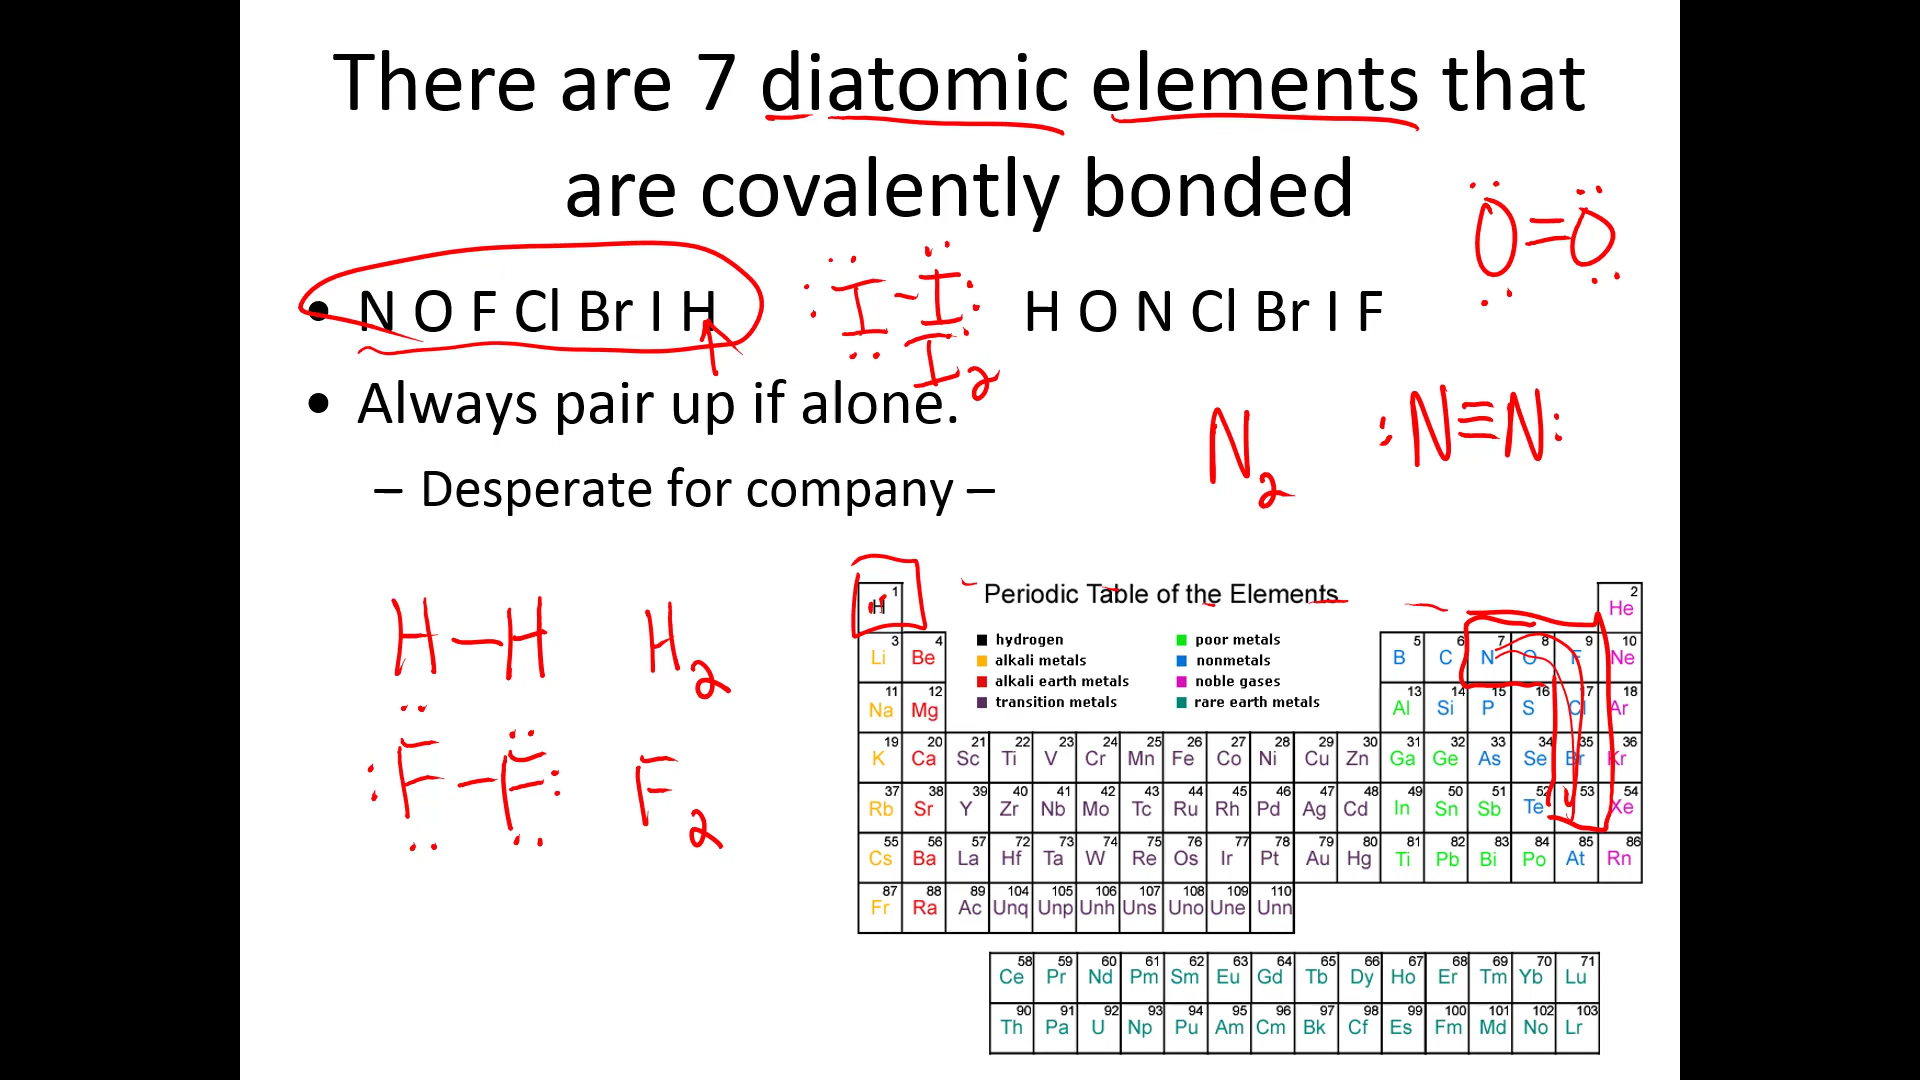 There are 7 diatomic elements that
are covalently bonded
O=O
• N O F Cl Br I H
I-I
H O N Cl Br I F
I2
• Always pair up if alone.
N2
:N≡N:
– Desperate for company –
H-H H2
F-F F2
Periodic Table of the Elements
hydrogen poor metals
alkali metals nonmetals
alkali earth metals noble gases
transition metals rare earth metals
1 2
H He
3 4 5 6 7 8 9 10
Li Be B C N O F Ne
11 12 13 14 15 16 17 18
Na Mg Al Si P S Cl Ar
19 20 21 22 23 24 25 26 27 28 29 30 31 32 33 34 35 36
K Ca Sc Ti V Cr Mn Fe Co Ni Cu Zn Ga Ge As Se Br Kr
37 38 39 40 41 42 43 44 45 46 47 48 49 50 51 52 53 54
Rb Sr Y Zr Nb Mo Tc Ru Rh Pd Ag Cd In Sn Sb Te Xe
55 56 57 72 73 74 75 76 77 78 79 80 81 82 83 84 85 86
Cs Ba La Hf Ta W Re Os Ir Pt Au Hg Ti Pb Bi Po At Rn
87 88 89 104 105 106 107 108 109 110
Fr Ra Ac Unq Unp Unh Uns Uno Une Unn
58 59 60 61 62 63 64 65 66 67 68 69 70 71
Ce Pr Nd Pm Sm Eu Gd Tb Dy Ho Er Tm Yb Lu
90 91 92 93 94 95 96 97 98 99 100 101 102 103
Th Pa U Np Pu Am Cm Bk Cf Es Fm Md No Lr